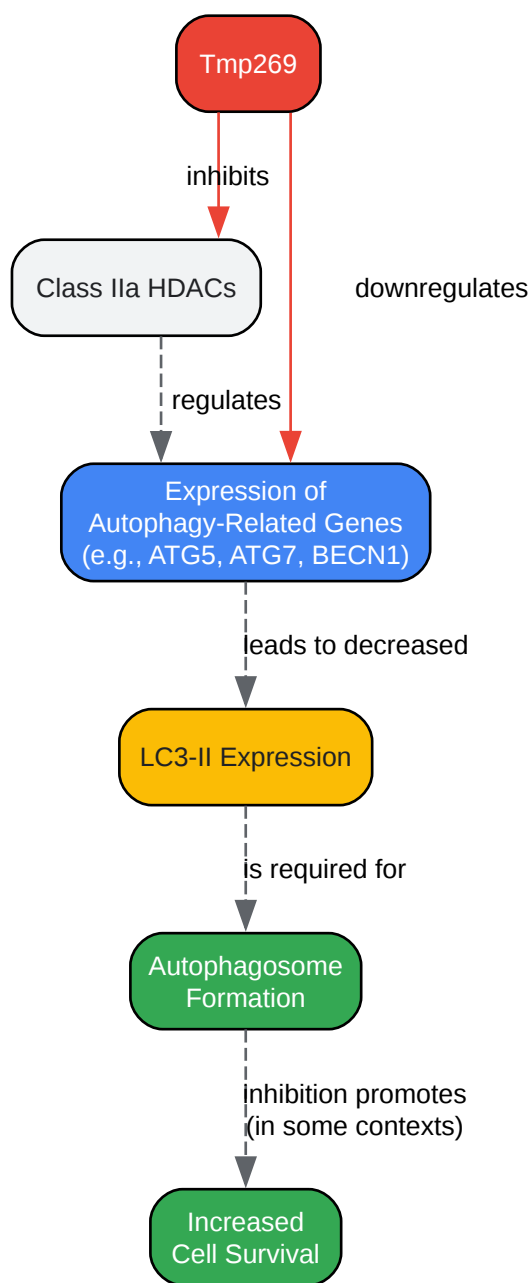 Tmp269
inhibits
Class IIa HDACs
downregulates
regulates
Expression of
Autophagy-Related Genes
(e.g., ATG5, ATG7, BECN1)
leads to decreased
LC3-II Expression
is required for
Autophagosome
Formation
inhibition promotes
(in some contexts)
Increased
Cell Survival